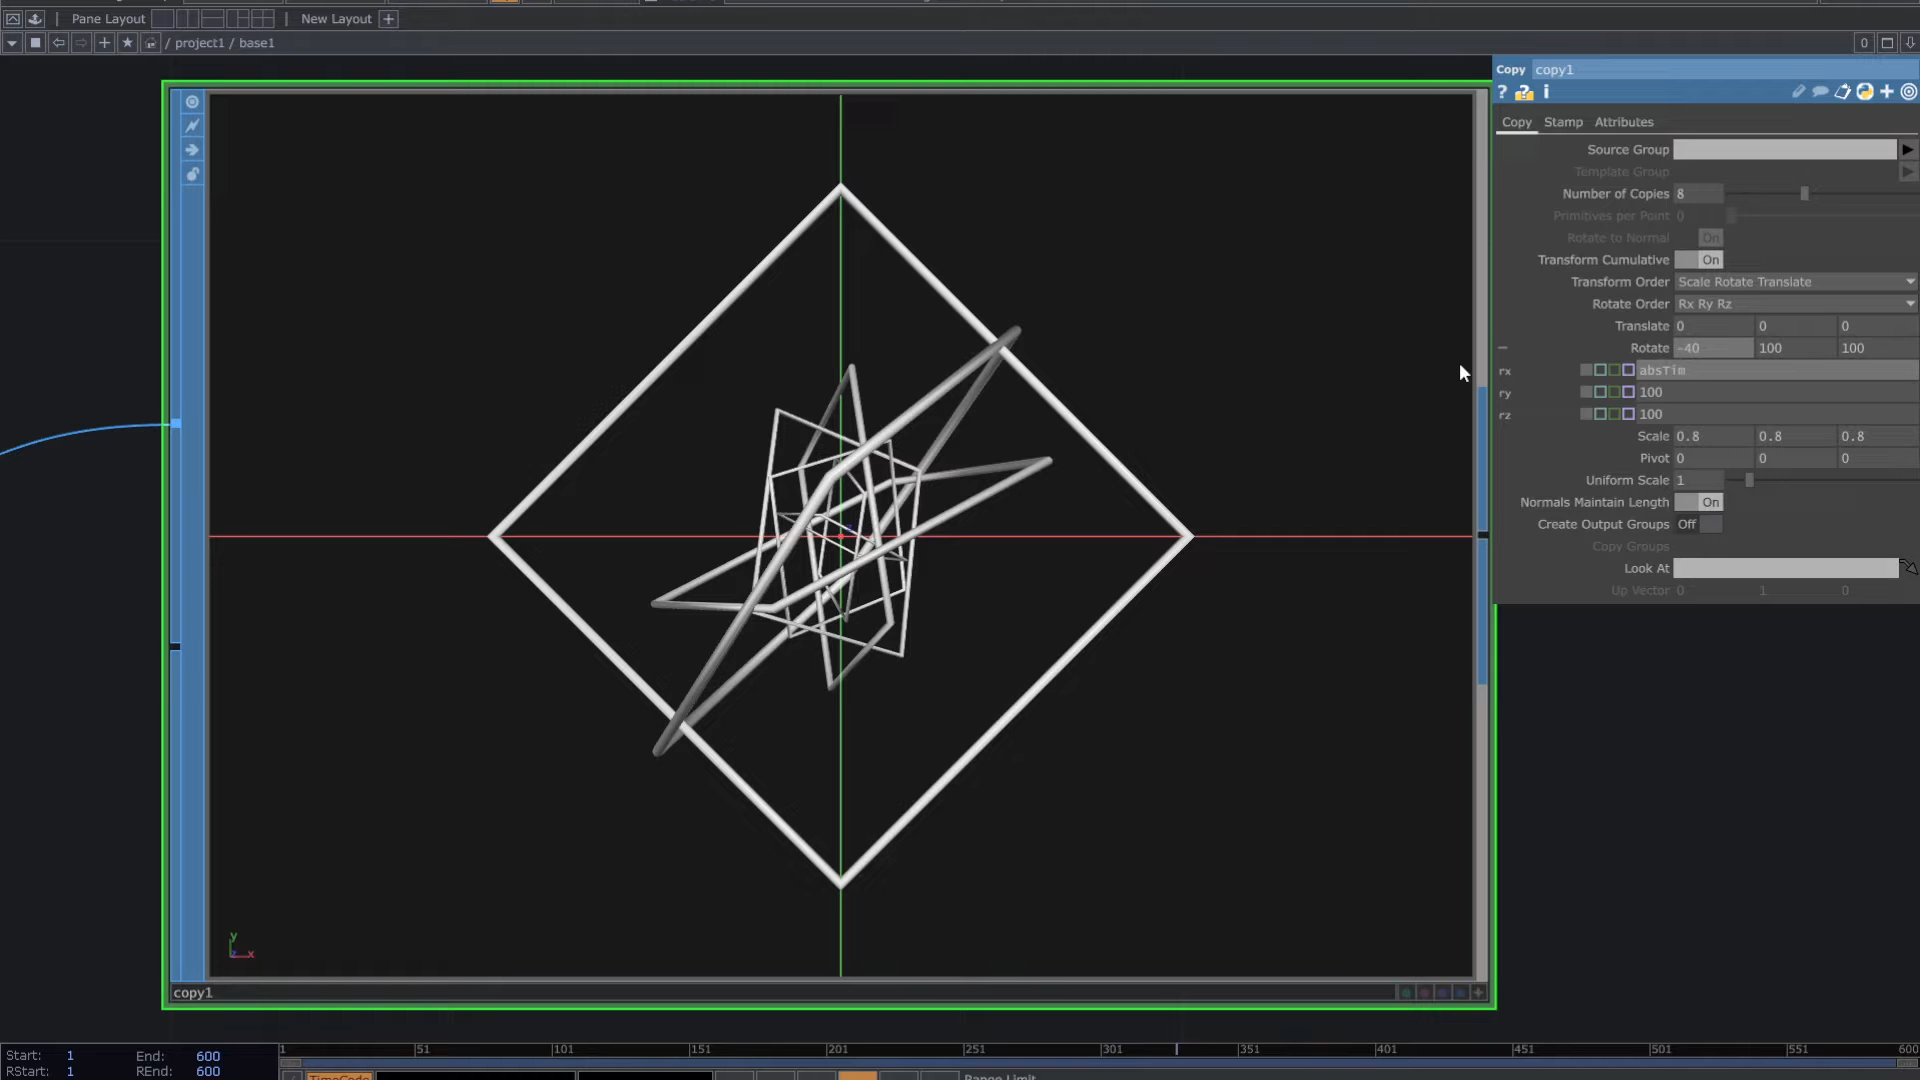 Pane Layout New Layout +
/ project1 / base1 0
Copy copy1
? ? i
Copy Stamp Attributes
Source Group
Template Group
Number of Copies 8
Primitives per Point 0
Rotate to Normal On
Transform Cumulative On
Transform Order Scale Rotate Translate
Rotate Order Rx Ry Rz
Translate 0 0 0
Rotate -40 100 100
rx absTim
ry 100
rz 100
Scale 0.8 0.8 0.8
Pivot 0 0 0
Uniform Scale 1
Normals Maintain Length On
Create Output Groups Off
Copy Groups
Look At
Up Vector 0 1 0
y
z x
copy1
Start: 1 End: 600 1 51 101 151 201 251 301 351 401 451 501 551 600
RStart: 1 REnd: 600 TimeCode Range Limit